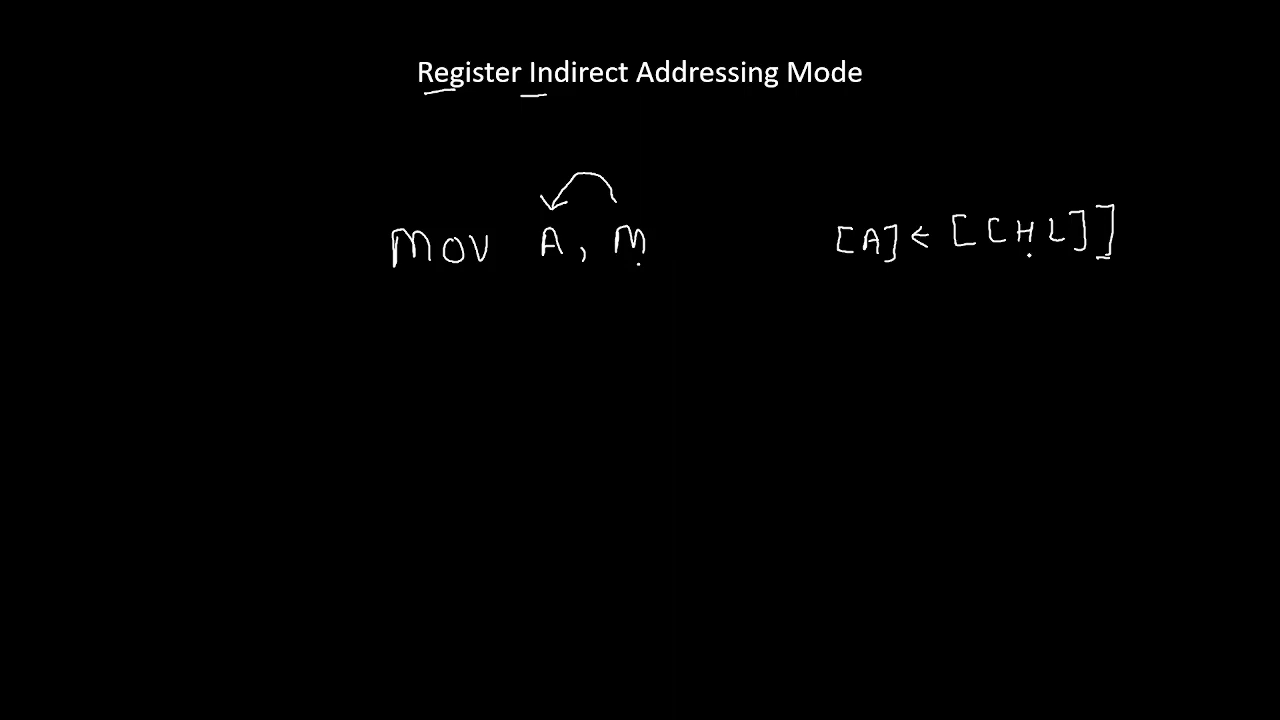 Register Indirect Addressing Mode
MOV A, M [A] ← [[HL]]